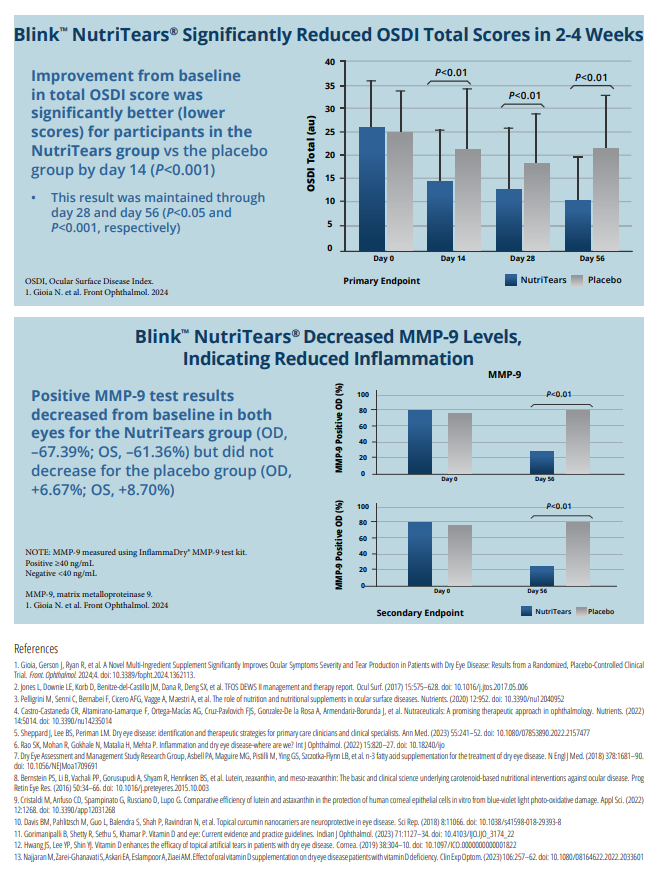 Blink™ NutriTears® Significantly Reduced OSDI Total Scores in 2-4 Weeks
Improvement from baseline
in total OSDI score was
significantly better (lower
scores) for participants in the
NutriTears group vs the placebo
group by day 14 (P<0.001)
• This result was maintained through
day 28 and day 56 (P<0.05 and
P<0.001, respectively)
OSDI, Ocular Surface Disease Index.
1. Gioia N. et al. Front Ophthalmol. 2024
OSDI Total (au)
40
35
30
25
20
15
10
5
0
P<0.01
P<0.01
P<0.01
Day 0
Day 14
Day 28
Day 56
Primary Endpoint
NutriTears
Placebo
Blink™ NutriTears® Decreased MMP-9 Levels,
Indicating Reduced Inflammation
Positive MMP-9 test results
decreased from baseline in both
eyes for the NutriTears group (OD,
–67.39%; OS, –61.36%) but did not
decrease for the placebo group (OD,
+6.67%; OS, +8.70%)
NOTE: MMP-9 measured using InflammaDry® MMP-9 test kit.
Positive ≥40 ng/mL
Negative <40 ng/mL
MMP-9, matrix metalloproteinase 9.
1. Gioia N. et al. Front Ophthalmol. 2024
MMP-9
MMP-9 Positive OD (%)
100
80
60
40
20
0
P<0.01
Day 0
Day 56
MMP-9 Positive OD (%)
100
80
60
40
20
0
P<0.01
Day 0
Day 56
Secondary Endpoint
NutriTears
Placebo
References
1. Gioia, Gerson J, Ryan R, et al. A Novel Multi-Ingredient Supplement Significantly Improves Ocular Symptoms Severity and Tear Production in Patients with Dry Eye Disease: Results from a Randomized, Placebo-Controlled Clinical
Trial. Front. Ophthalmol. 2024;4. doi: 10.3389/fopht.2024.1362113.
2. Jones L, Downie LE, Korb D, Benitez-del-Castillo JM, Dana R, Deng SX, et al. TFOS DEWS II management and therapy report. Ocul Surf. (2017) 15:575–628. doi: 10.1016/j.jtos.2017.05.006
3. Pellegrini M, Senni C, Bernabei F, Cicero AFG, Vagge A, Maestri A, et al. The role of nutrition and nutritional supplements in ocular surface diseases. Nutrients. (2020) 12:952. doi: 10.3390/nu12040952
4. Castro-Castaneda CR, Altamirano-Lamarque F, Ortega-Macías AG, Cruz-Pavlovich FJS, Gonzalez-De la Rosa A, Armendariz-Borunda J, et al. Nutraceuticals: A promising therapeutic approach in ophthalmology. Nutrients. (2022)
14:5014. doi: 10.3390/nu14235014
5. Sheppard J, Lee BS, Periman LM. Dry eye disease: identification and therapeutic strategies for primary care clinicians and clinical specialists. Ann Med. (2023) 55:241–52. doi: 10.1080/07853890.2022.2157477
6. Rao SK, Mohan R, Gokhale N, Matalia H, Mehta P. Inflammation and dry eye disease-where are we? Int J Ophthalmol. (2022) 15:820–27. doi: 10.18240/ijo
7. Dry Eye Assessment and Management Study Research Group, Asbell PA, Maguire MG, Pistilli M, Ying GS, Szczotka-Flynn LB, et al. n-3 fatty acid supplementation for the treatment of dry eye disease. N Engl J Med. (2018) 378:1681–90.
doi: 10.1056/NEJMoa1709691
8. Bernstein PS, Li B, Vachali PP, Gorusupudi A, Shyam R, Henriksen BS, et al. Lutein, zeaxanthin, and meso-zeaxanthin: The basic and clinical science underlying carotenoid-based nutritional interventions against ocular disease. Prog
Retin Eye Res. (2016) 50:34–66. doi: 10.1016/j.preteyeres.2015.10.003
9. Cristaldi M, Anfuso CD, Spampinato G, Rusciano D, Lupo G. Comparative efficiency of lutein and astaxanthin in the protection of human corneal epithelial cells in vitro from blue-violet light photo-oxidative damage. Appl Sci. (2022)
12:1268. doi: 10.3390/app12031268
10. Davis BM, Pahlitzsch M, Guo L, Balendra S, Shah P, Ravindran N, et al. Topical curcumin nanocarriers are neuroprotective in eye disease. Sci Rep. (2018) 8:11066. doi: 10.1038/s41598-018-29393-8
11. Gorimanipalli B, Shetty R, Sethu S, Khamar P. Vitamin D and eye: Current evidence and practice guidelines. Indian J Ophthalmol. (2023) 71:1127–34. doi: 10.4103/IJO.IJO_3174_22
12. Hwang JS, Lee YP, Shin YJ. Vitamin D enhances the efficacy of topical artificial tears in patients with dry eye disease. Cornea. (2019) 38:304–10. doi: 10.1097/ICO.0000000000001822
13. Najjaran M, Zarei-Ghanavati S, Askari EA, Eslampoor A, Ziaei AM. Effect of oral vitamin D supplementation on dry eye disease patients with vitamin D deficiency. Clin Exp Optom. (2023) 106:257–62. doi: 10.1080/08164622.2022.2033601